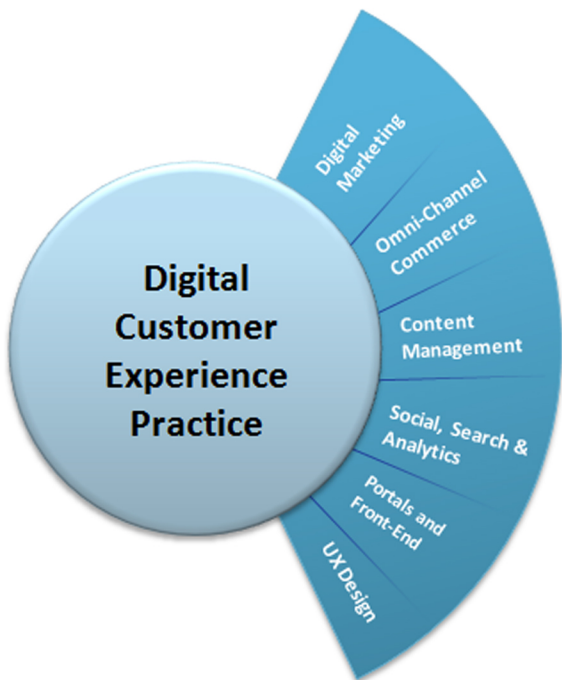 Digital
Customer
Experience
Practice
Digital
Marketing
Omni-Channel
Commerce
Content
Management
Social, Search &
Analytics
Portals and
Front-End
UX Design